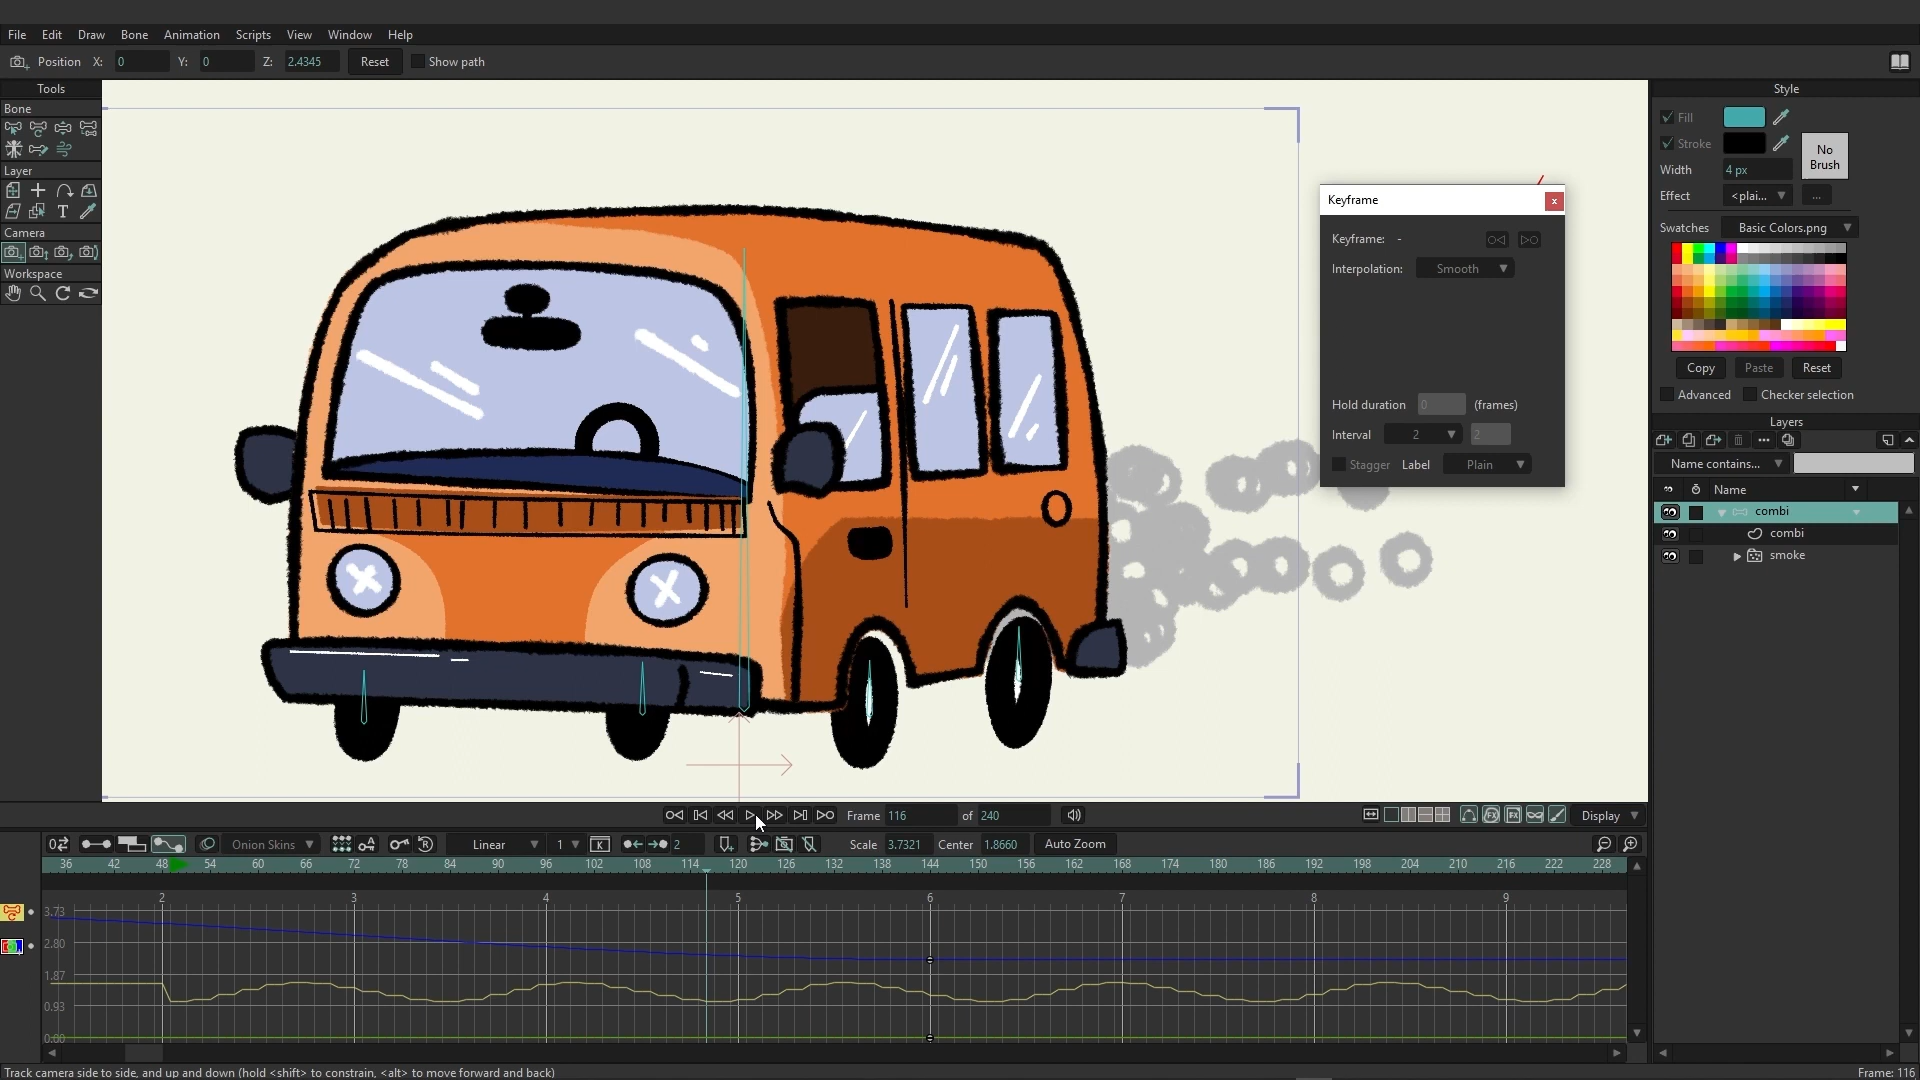 File Edit Draw Bone Animation Scripts View Window Help
Position X: 0 Y: 0 Z: 2.4345 Reset Show path
Tools
Bone
Layer
T
Camera
Workspace
Style
Fill
Stroke
No Brush
Width 4 px
Effect <plai... ...
Swatches Basic Colors.png
Copy Paste Reset
Advanced Checker selection
Layers
Name contains...
Name
combi
combi
smoke
Keyframe x
Keyframe: -
Interpolation: Smooth
Hold duration 0 (frames)
Interval 2 2
Stagger Label Plain
Frame 116 of 240 Display
Onion Skins Linear 1 K 2 Scale 3.7321 Center 1.8660 Auto Zoom
36 42 48 54 60 66 72 78 84 90 96 102 108 114 120 126 132 138 144 150 156 162 168 174 180 186 192 198 204 210 216 222 228
2 3 4 5 6 7 8 9
3.73
2.80
1.87
0.93
0.00
Track camera side to side, and up and down (hold <shift> to constrain, <alt> to move forward and back) Frame: 116